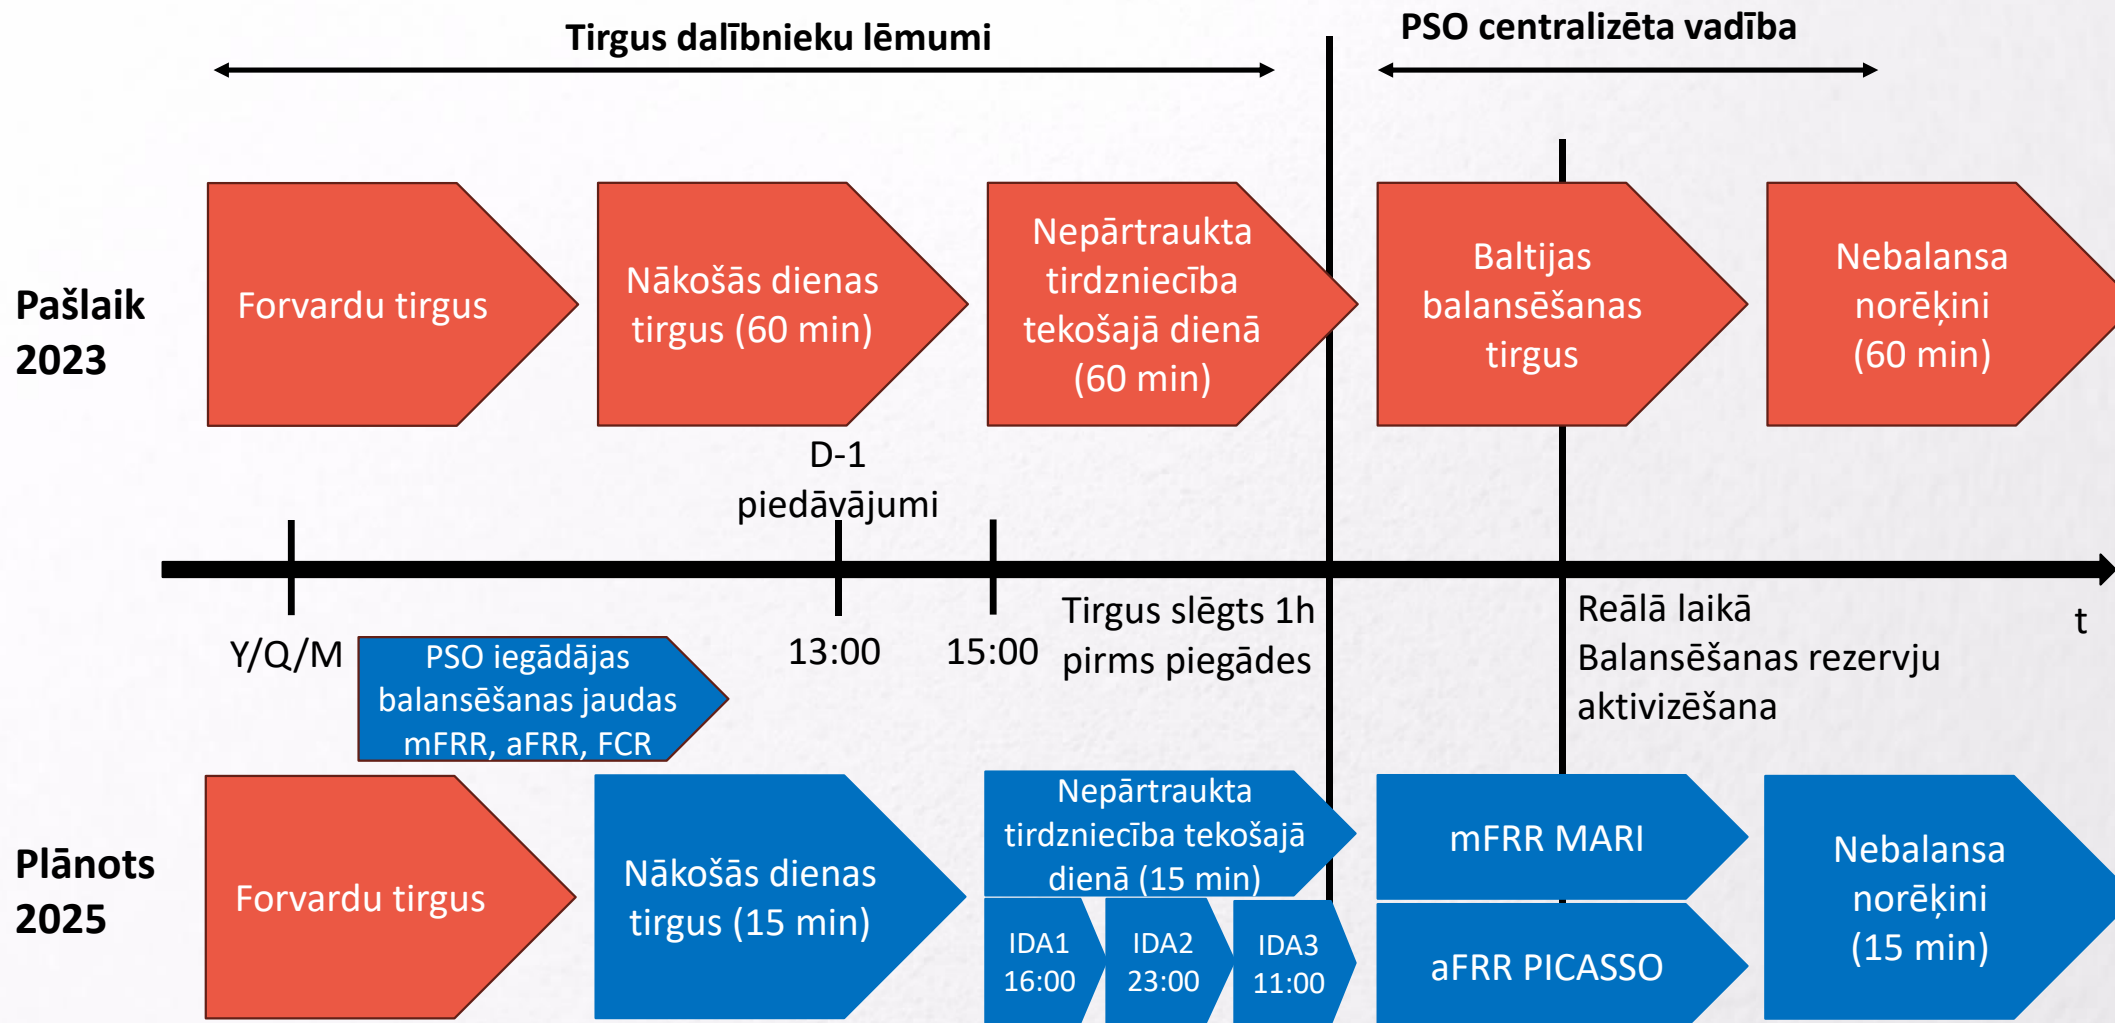 Tirgus dalībnieku lēmumi
PSO centralizēta vadība
Pašlaik
2023
Forvardu tirgus
Nākošās dienas
tirgus (60 min)
Nepārtraukta
tirdzniecība
tekošajā dienā
(60 min)
Baltijas
balansēšanas
tirgus
Nebalansa
norēķini
(60 min)
D-1
piedāvājumi
Y/Q/M
13:00
15:00
Tirgus slēgts 1h
pirms piegādes
Reālā laikā
Balansēšanas rezervju
aktivizēšana
t
PSO iegādājas
balansēšanas jaudas
mFRR, aFRR, FCR
Plānots
2025
Forvardu tirgus
Nākošās dienas
tirgus (15 min)
Nepārtraukta
tirdzniecība tekošajā
dienā (15 min)
IDA1
16:00
IDA2
23:00
IDA3
11:00
mFRR MARI
aFRR PICASSO
Nebalansa
norēķini
(15 min)